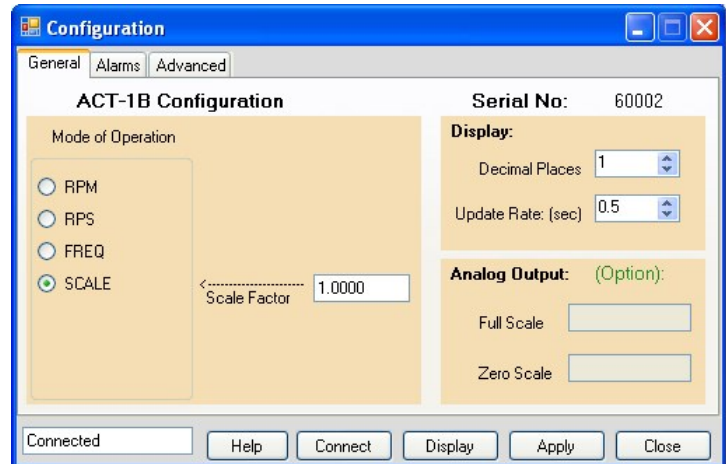 Configuration
General Alarms Advanced
ACT-1B Configuration
Mode of Operation
RPM
RPS
FREQ
SCALE
<----------------------
Scale Factor
1.0000
Serial No: 60002
Display:
Decimal Places 1
Update Rate: (sec) 0.5
Analog Output: (Option):
Full Scale
Zero Scale
Connected Help Connect Display Apply Close